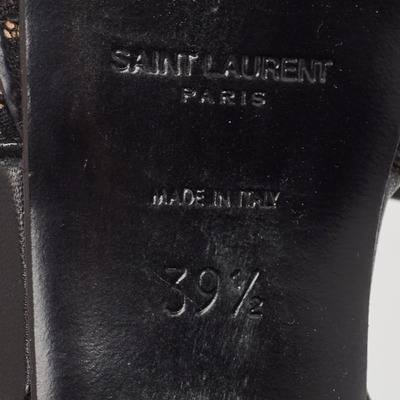 SAINT LAURENT
PARIS
MADE IN ITALY
39½